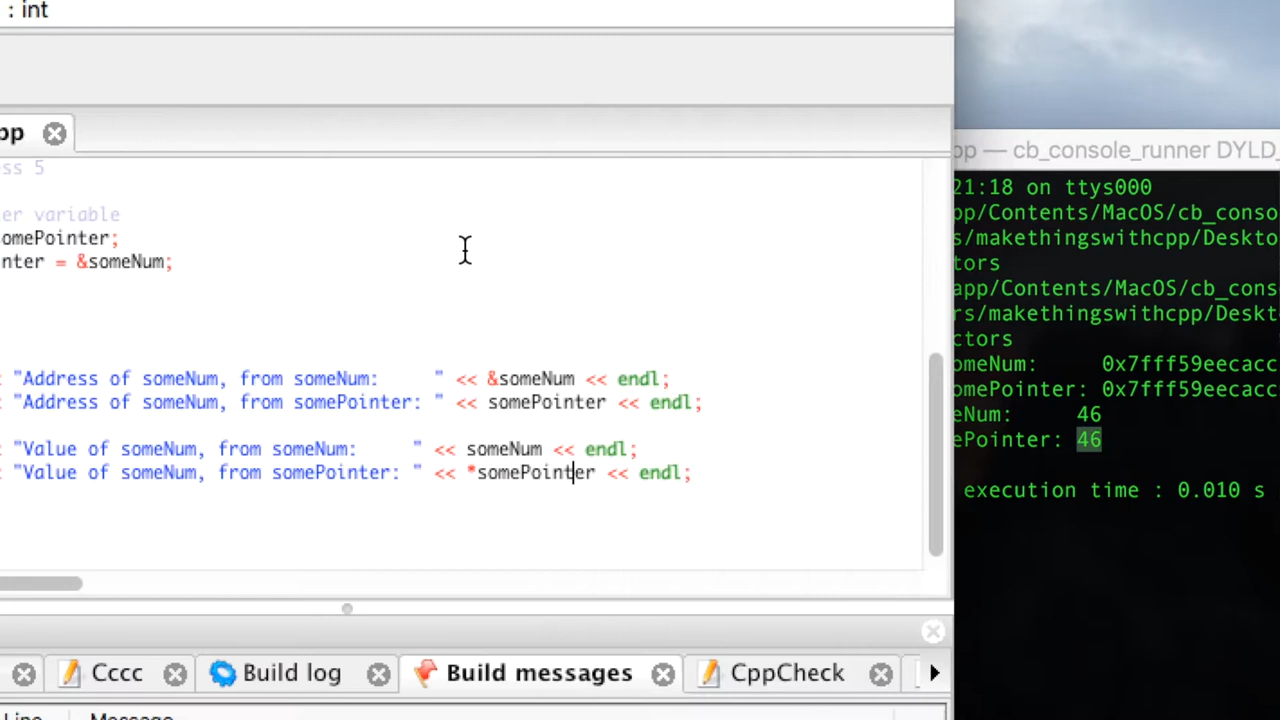 : int
pp
ss 5
er variable
omePointer;
nter = &someNum;
"Address of someNum, from someNum:      " << &someNum << endl;
"Address of someNum, from somePointer: " << somePointer << endl;
"Value of someNum, from someNum:      " << someNum << endl;
"Value of someNum, from somePointer: " << *somePointer << endl;
Cccc
Build log
Build messages
CppCheck
Line
Message
pp — cb_console_runner DYLD_
21:18 on ttys000
pp/Contents/MacOS/cb_conso
s/makethingswithcpp/Deskto
tors
app/Contents/MacOS/cb_cons
rs/makethingswithcpp/Deskt
ctors
omeNum:      0x7fff59eecacc
omePointer: 0x7fff59eecacc
eNum:      46
ePointer: 46
execution time : 0.010 s